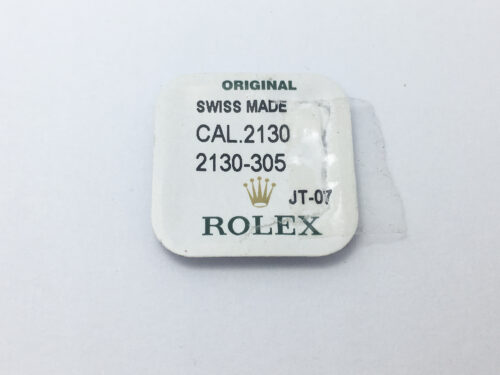 ORIGINAL
SWISS MADE
CAL.2130
2130-305
JT-07
ROLEX